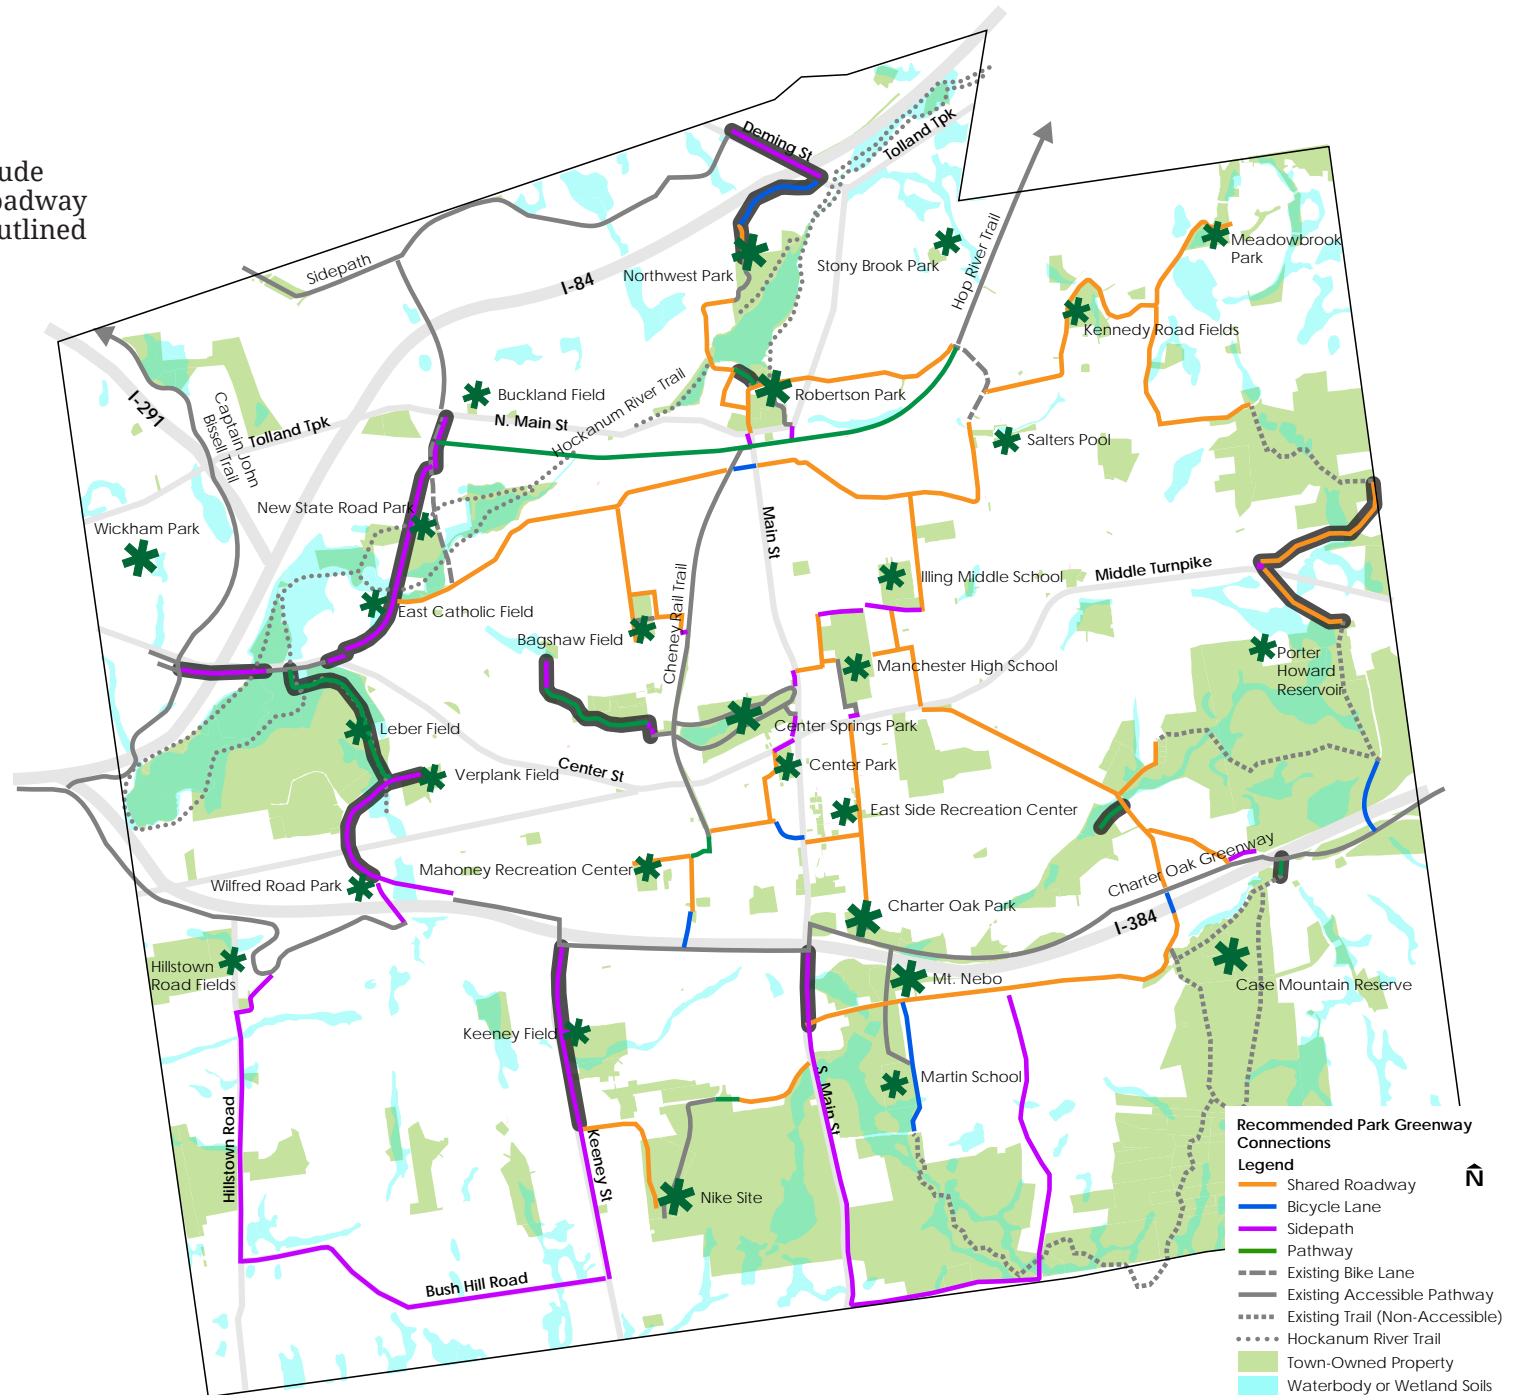 ude
oadway
utlined
Deming St
Tolland Tpk
Sidepath
I-84
Northwest Park
Stony Brook Park
Hop River Trail
Meadowbrook
Park
Kennedy Road Fields
I-291
Captain John
Bissell Trail
Tolland Tpk
Buckland Field
N. Main St
Hockanum River Trail
Robertson Park
Salters Pool
New State Road Park
Wickham Park
Main St
Illing Middle School
Middle Turnpike
East Catholic Field
Bagshaw Field
Cheney Rail Trail
Manchester High School
Porter
Howard
Reservoir
Leber Field
Center Springs Park
Verplank Field
Center St
Center Park
East Side Recreation Center
Mahoney Recreation Center
Wilfred Road Park
Charter Oak Greenway
Charter Oak Park
I-384
Hillstown
Road Fields
Mt. Nebo
Case Mountain Reserve
Keeney Field
Martin School
S. Main St
Hillstown Road
Keeney St
Nike Site
Bush Hill Road
Recommended Park Greenway
Connections
Legend
N
Shared Roadway
Bicycle Lane
Sidepath
Pathway
Existing Bike Lane
Existing Accessible Pathway
Existing Trail (Non-Accessible)
Hockanum River Trail
Town-Owned Property
Waterbody or Wetland Soils